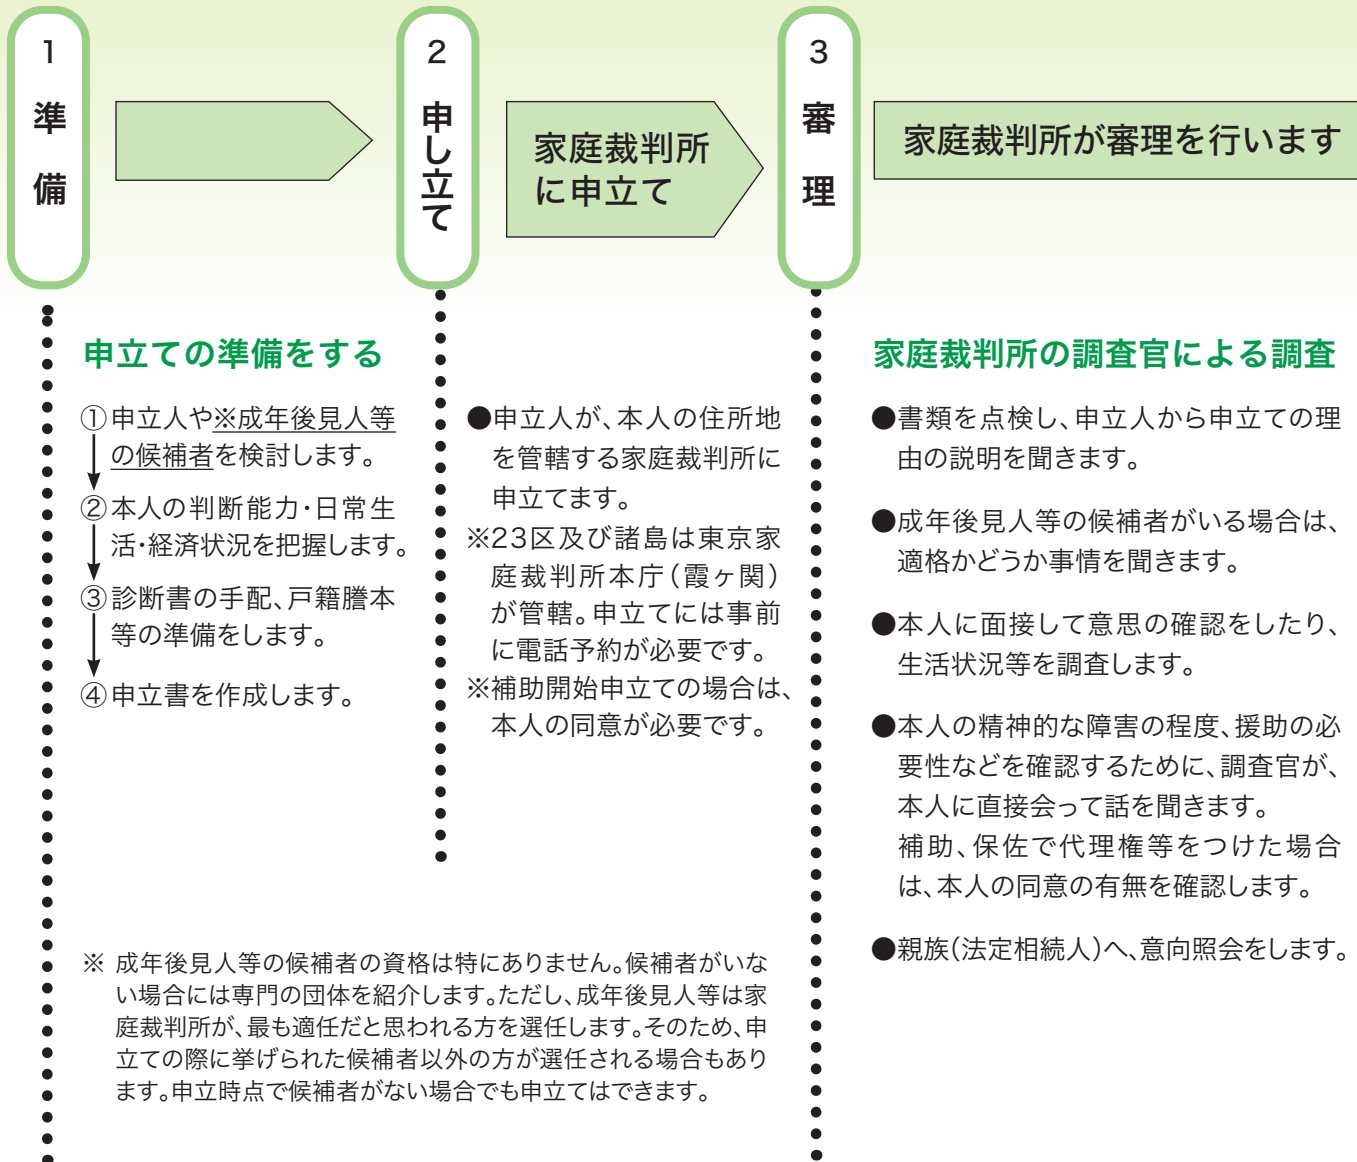 1
準備
2
申し立て
家庭裁判所
に申立て
3
審理
家庭裁判所が審理を行います
申立ての準備をする
①申立人や※成年後見人等
の候補者を検討します。
②本人の判断能力・日常生
活・経済状況を把握します。
③診断書の手配、戸籍謄本
等の準備をします。
④申立書を作成します。
●申立人が、本人の住所地
を管轄する家庭裁判所に
申立てます。
※23区及び諸島は東京家
庭裁判所本庁(霞ヶ関)
が管轄。申立てには事前
に電話予約が必要です。
※補助開始申立ての場合は、
本人の同意が必要です。
※ 成年後見人等の候補者の資格は特にありません。候補者がいな
い場合には専門の団体を紹介します。ただし、成年後見人等は家
庭裁判所が、最も適任だと思われる方を選任します。そのため、申
立ての際に挙げられた候補者以外の方が選任される場合もあり
ます。申立時点で候補者がない場合でも申立てはできます。
家庭裁判所の調査官による調査
●書類を点検し、申立人から申立ての理
由の説明を聞きます。
●成年後見人等の候補者がいる場合は、
適格かどうか事情を聞きます。
●本人に面接して意思の確認をしたり、
生活状況等を調査します。
●本人の精神的な障害の程度、援助の必
要性などを確認するために、調査官が、
本人に直接会って話を聞きます。
補助、保佐で代理権等をつけた場合
は、本人の同意の有無を確認します。
●親族(法定相続人)へ、意向照会をします。